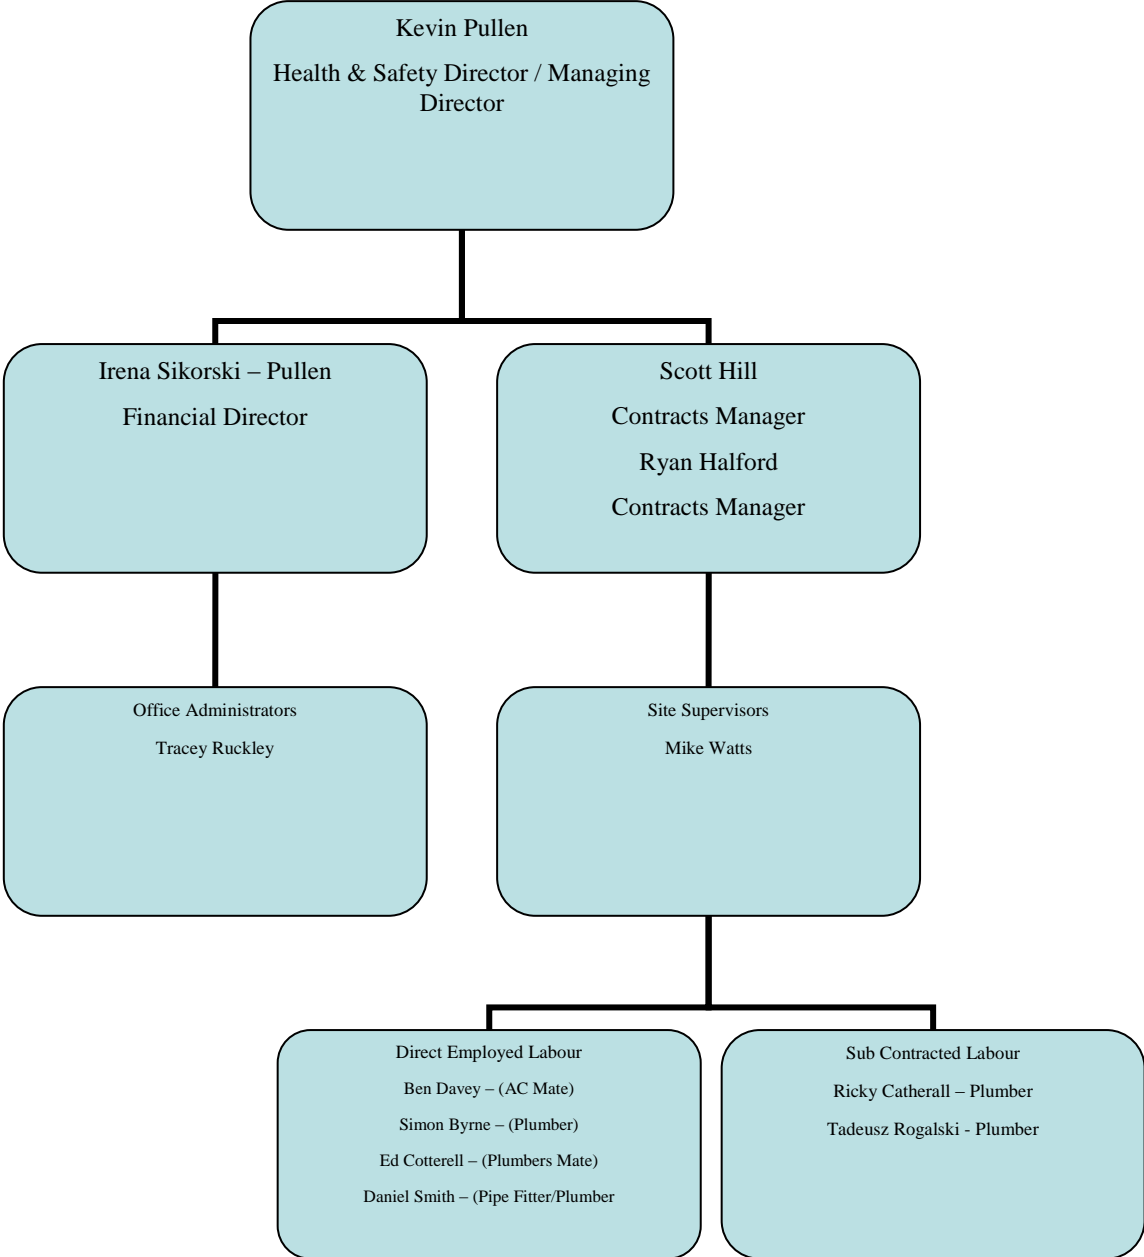 Kevin Pullen
Health & Safety Director / Managing
Director
Irena Sikorski – Pullen
Financial Director
Scott Hill
Contracts Manager
Ryan Halford
Contracts Manager
Office Administrators
Tracey Ruckley
Site Supervisors
Mike Watts
Direct Employed Labour
Ben Davey – (AC Mate)
Simon Byrne – (Plumber)
Ed Cotterell – (Plumbers Mate)
Daniel Smith – (Pipe Fitter/Plumber
Sub Contracted Labour
Ricky Catherall – Plumber
Tadeusz Rogalski - Plumber